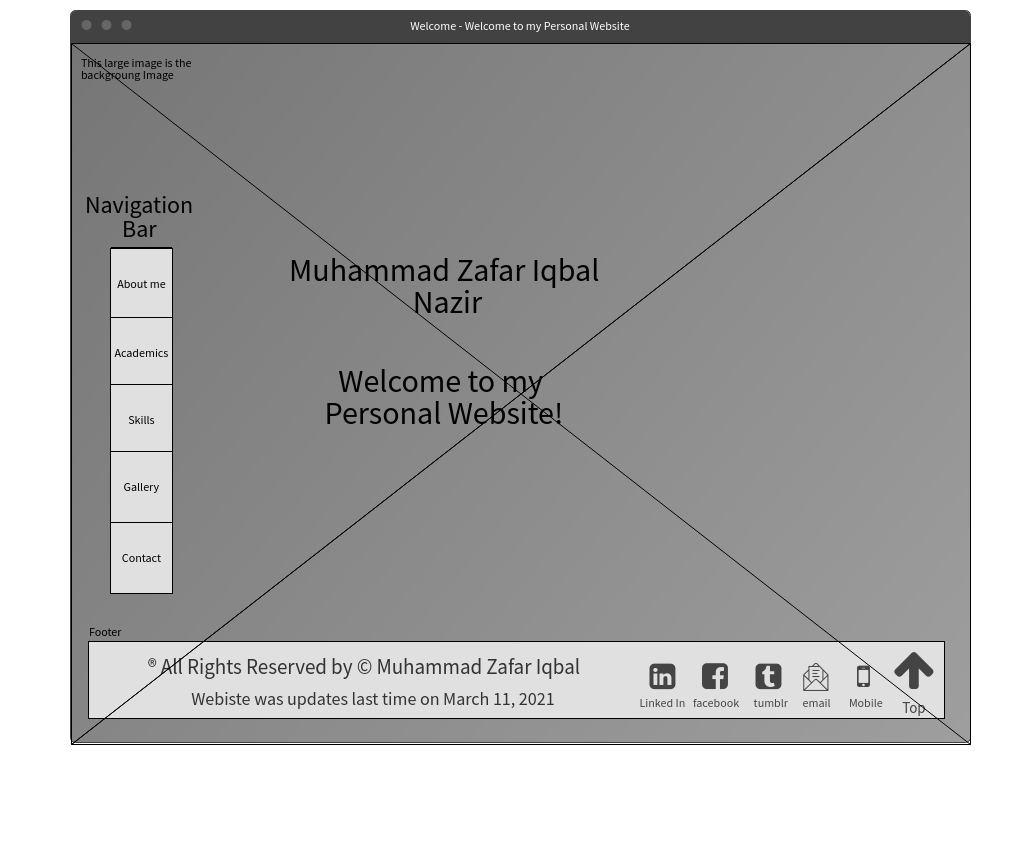 Welcome - Welcome to my Personal Website
This large image is the
backgroung Image
Navigation
Bar
About me
Academics
Skills
Gallery
Contact
Muhammad Zafar Iqbal
Nazir
Welcome to my
Personal Website!
Footer
® All Rights Reserved by © Muhammad Zafar Iqbal
Webiste was updates last time on March 11, 2021
Linked In
facebook
tumblr
email
Mobile
Top